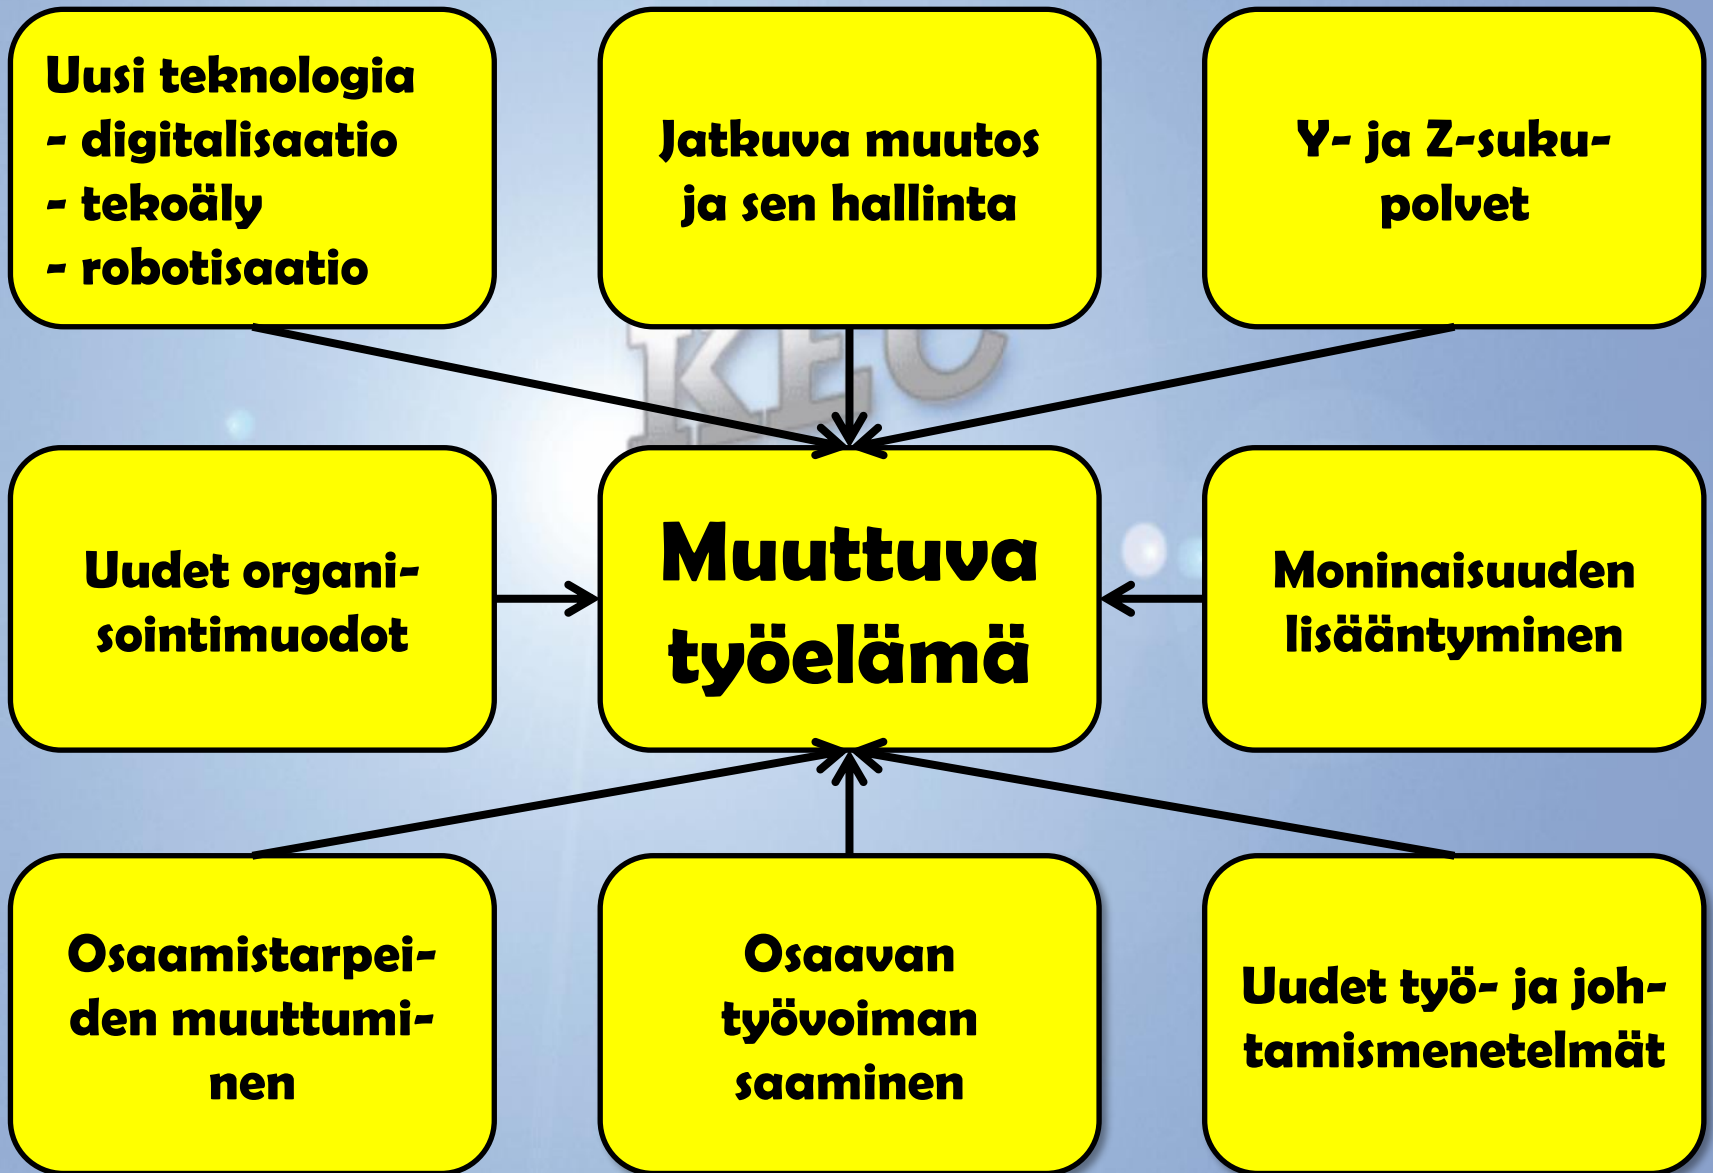 Uusi teknologia
- digitalisaatio
- tekoäly
- robotisaatio
Jatkuva muutos
ja sen hallinta
Y- ja Z-suku-
polvet
KEC
Uudet organi-
sointimuodot
Muuttuva
työelämä
Moninaisuuden
lisääntyminen
Osaamistarpei-
den muuttumi-
nen
Osaavan
työvoiman
saaminen
Uudet työ- ja joh-
tamismenetelmät